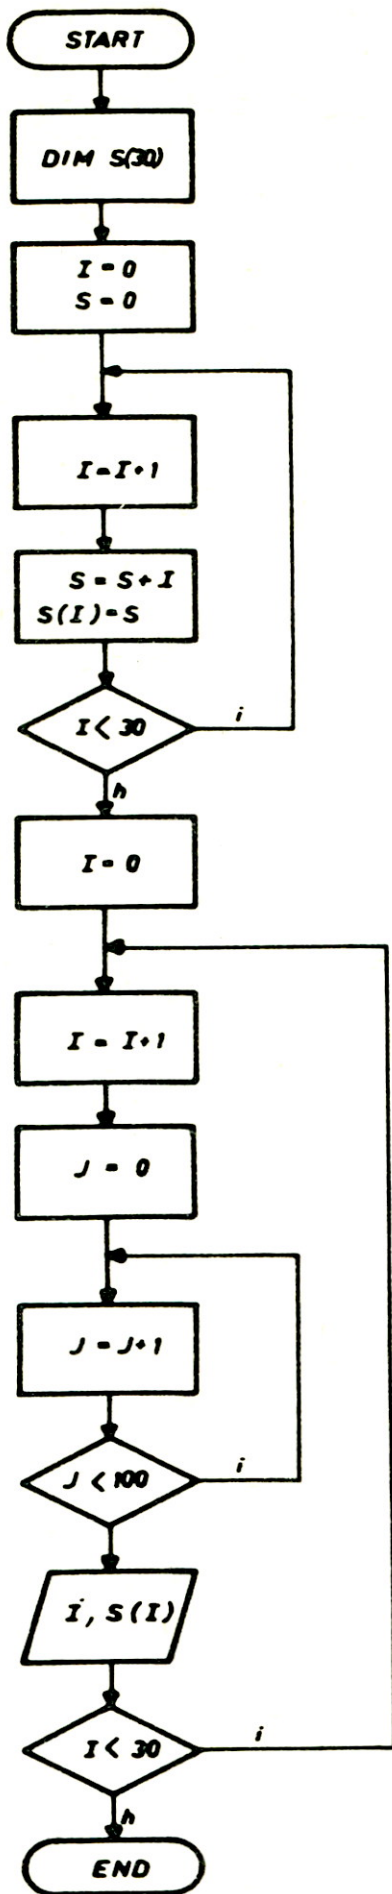 START
DIM S(30)
I = 0
S = 0
I = I + 1
S = S + I
S(I) = S
I < 30
i
h
I = 0
I = I + 1
J = 0
J = J + 1
J < 100
i
I, S(I)
I < 30
i
h
END